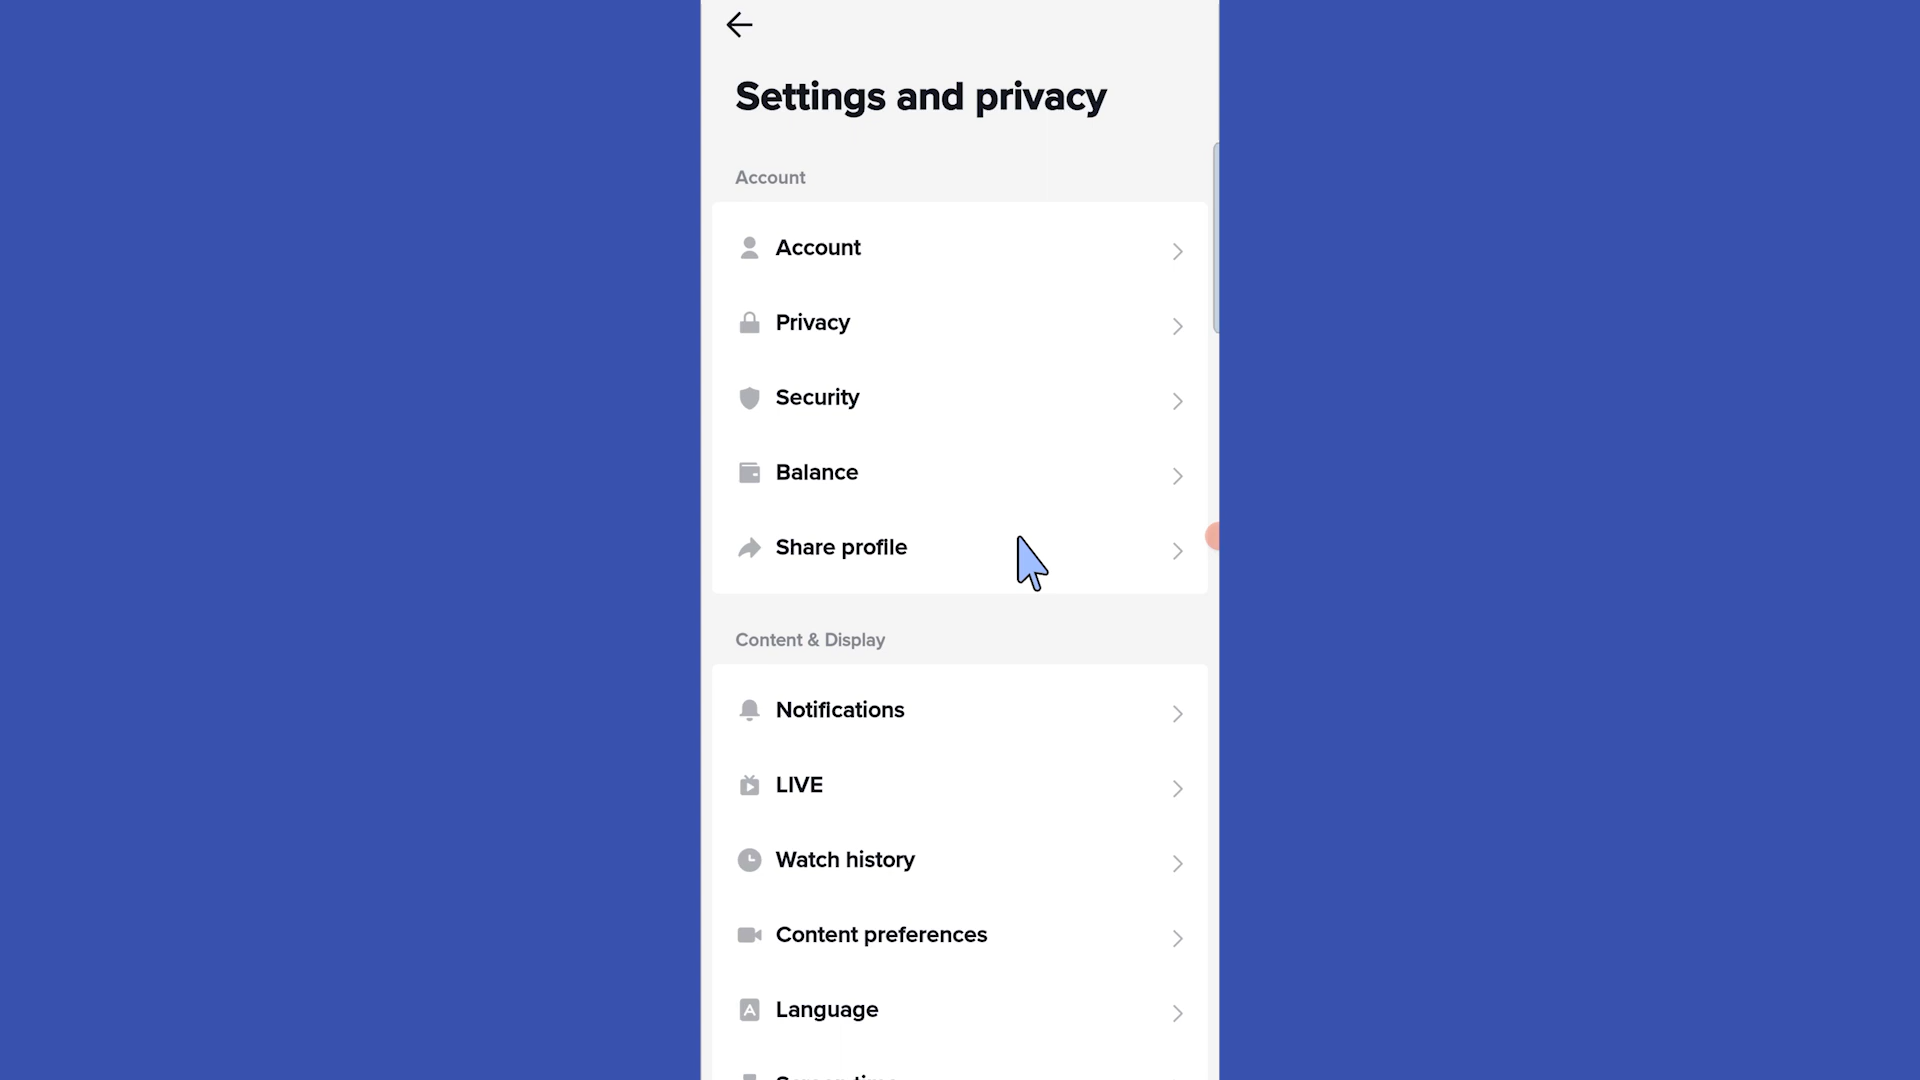 Settings and privacy
Account
Account
Privacy
Security
Balance
Share profile
Content & Display
Notifications
LIVE
Watch history
Content preferences
A Language